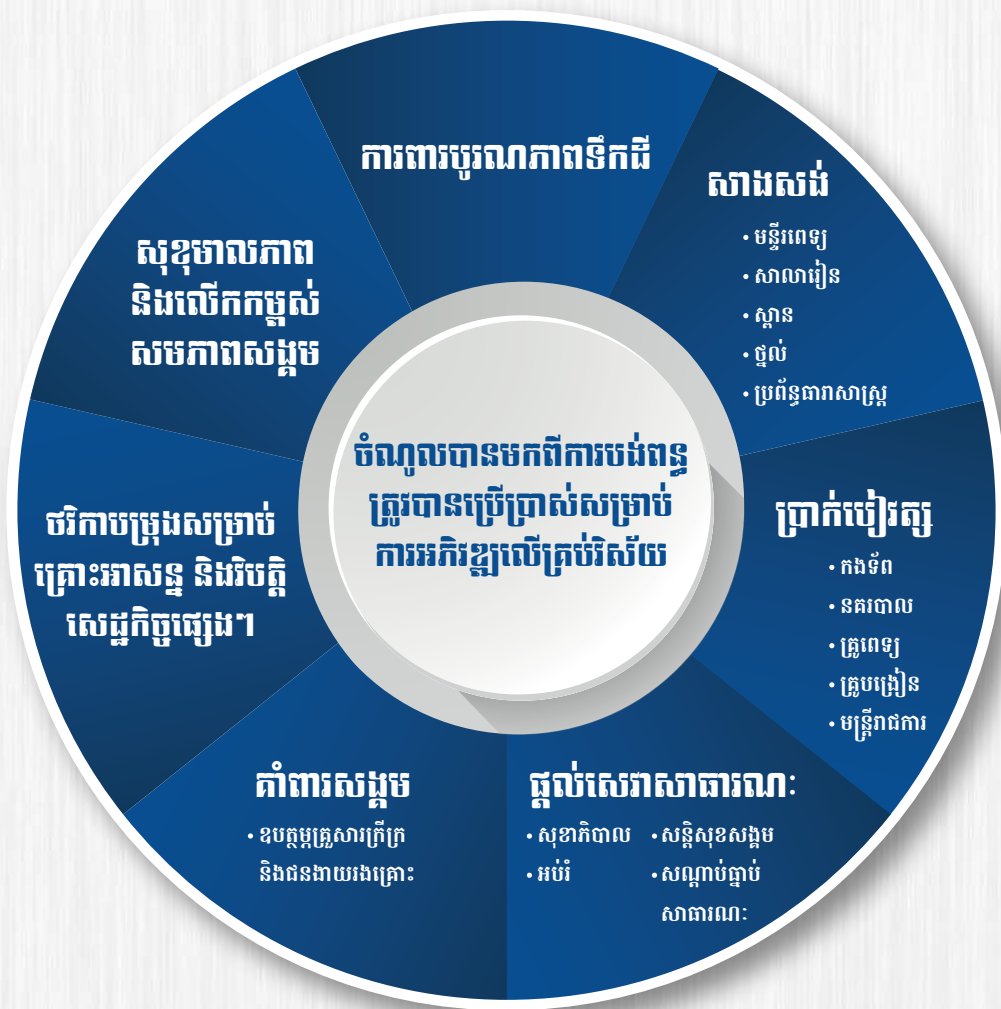 ការពារបូរណភាពទឹកដី
សាងសង់
• មន្ទីរពេទ្យ
• សាលារៀន
• ស្ពាន
• ថ្នល់
• ប្រព័ន្ធធារាសាស្ត្រ
ប្រាក់បៀវត្ស
• កងទ័ព
• នគរបាល
• គ្រូពេទ្យ
• គ្រូបង្រៀន
• មន្ត្រីរាជការ
ផ្តល់សេវាសាធារណៈ
• សុខាភិបាល
• អប់រំ
• សន្តិសុខសង្គម
• សណ្តាប់ធ្នាប់
សាធារណៈ
គាំពារសង្គម
• ឧបត្ថម្ភគ្រួសារក្រីក្រ
និងជនងាយរងគ្រោះ
ថវិកាបម្រុងសម្រាប់
គ្រោះអាសន្ន និងវិបត្តិ
សេដ្ឋកិច្ចផ្សេងៗ
សុខុមាលភាព
និងលើកកម្ពស់
សមភាពសង្គម
ចំណូលបានមកពីការបង់ពន្ធ
ត្រូវបានប្រើប្រាស់សម្រាប់
ការអភិវឌ្ឍលើគ្រប់វិស័យ